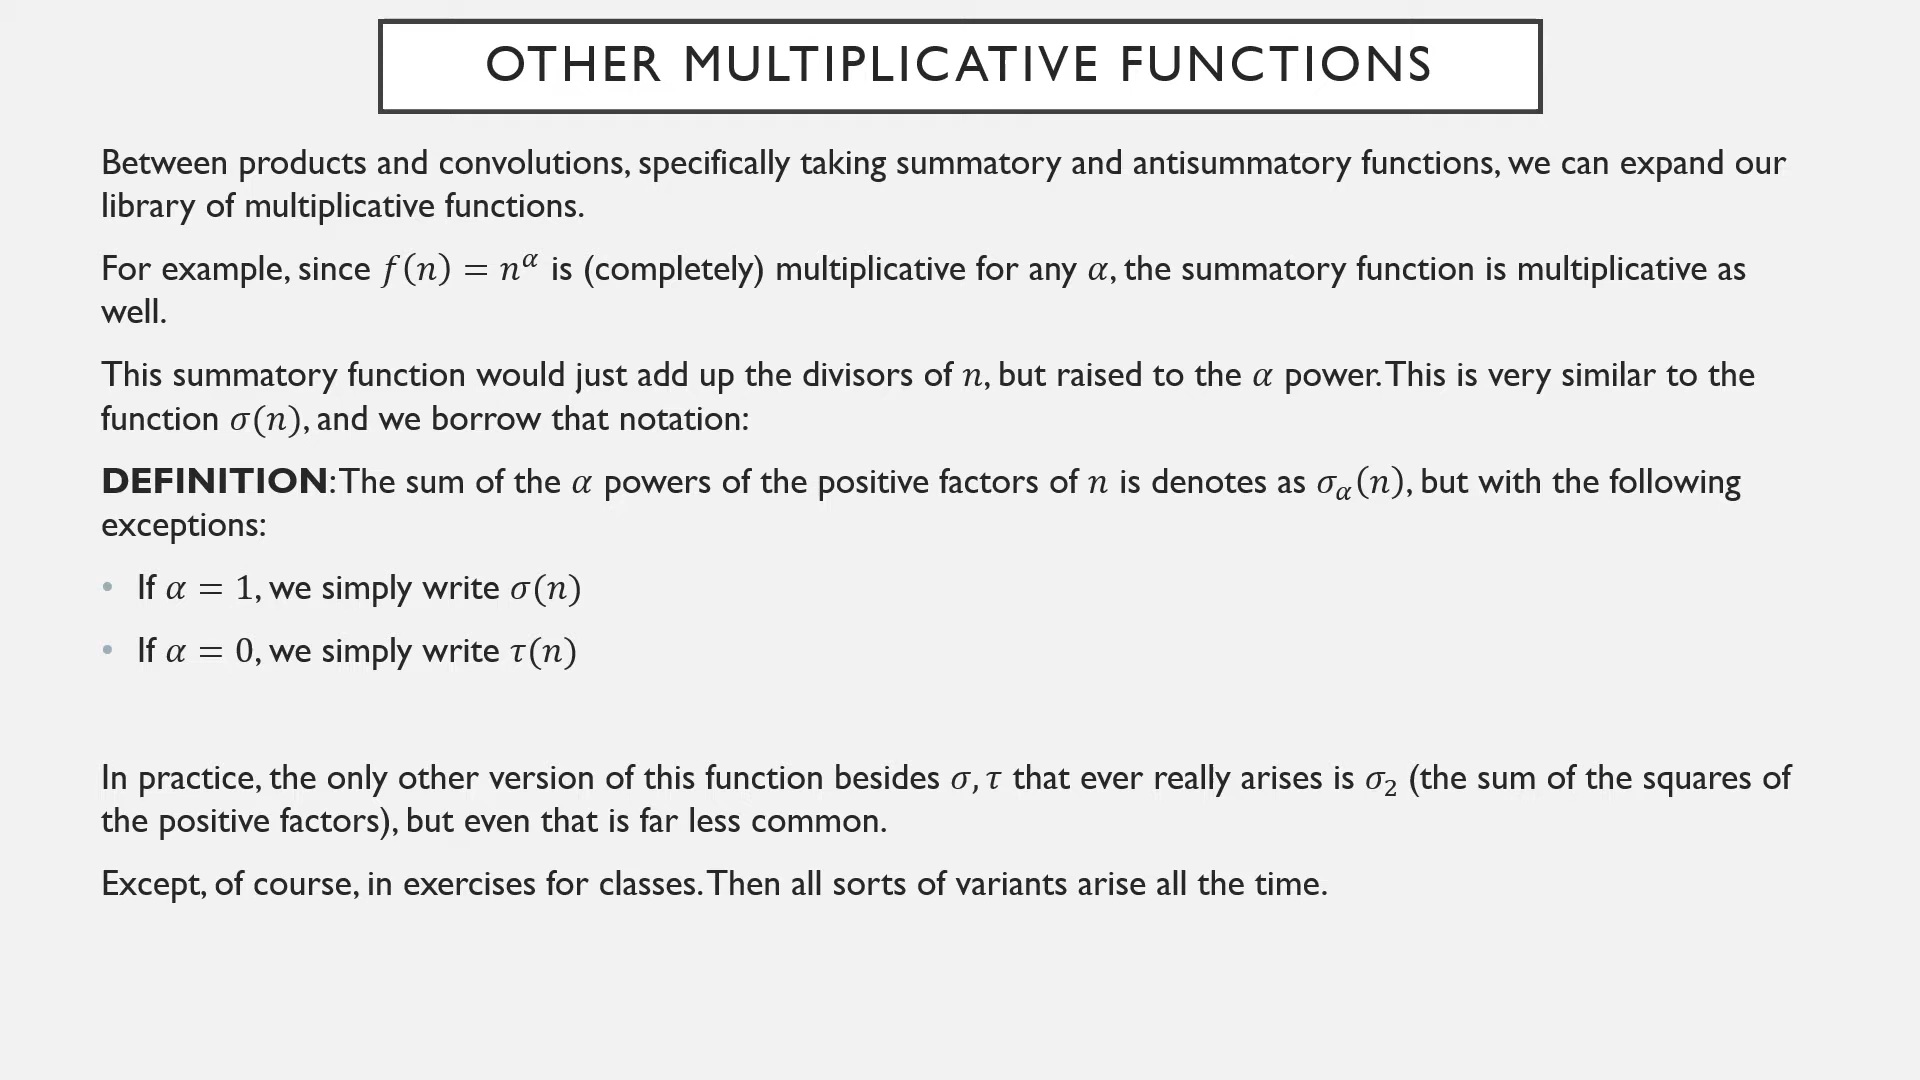 OTHER MULTIPLICATIVE FUNCTIONS
Between products and convolutions, specifically taking summatory and antisummatory functions, we can expand our
library of multiplicative functions.
For example, since 𝑓(𝑛) = 𝑛^𝛼 is (completely) multiplicative for any 𝛼, the summatory function is multiplicative as
well.
This summatory function would just add up the divisors of 𝑛, but raised to the 𝛼 power. This is very similar to the
function 𝜎(𝑛), and we borrow that notation:
DEFINITION: The sum of the 𝛼 powers of the positive factors of 𝑛 is denotes as 𝜎_𝛼(𝑛), but with the following
exceptions:
• If 𝛼 = 1, we simply write 𝜎(𝑛)
• If 𝛼 = 0, we simply write 𝜏(𝑛)
In practice, the only other version of this function besides 𝜎, 𝜏 that ever really arises is 𝜎₂ (the sum of the squares of
the positive factors), but even that is far less common.
Except, of course, in exercises for classes. Then all sorts of variants arise all the time.